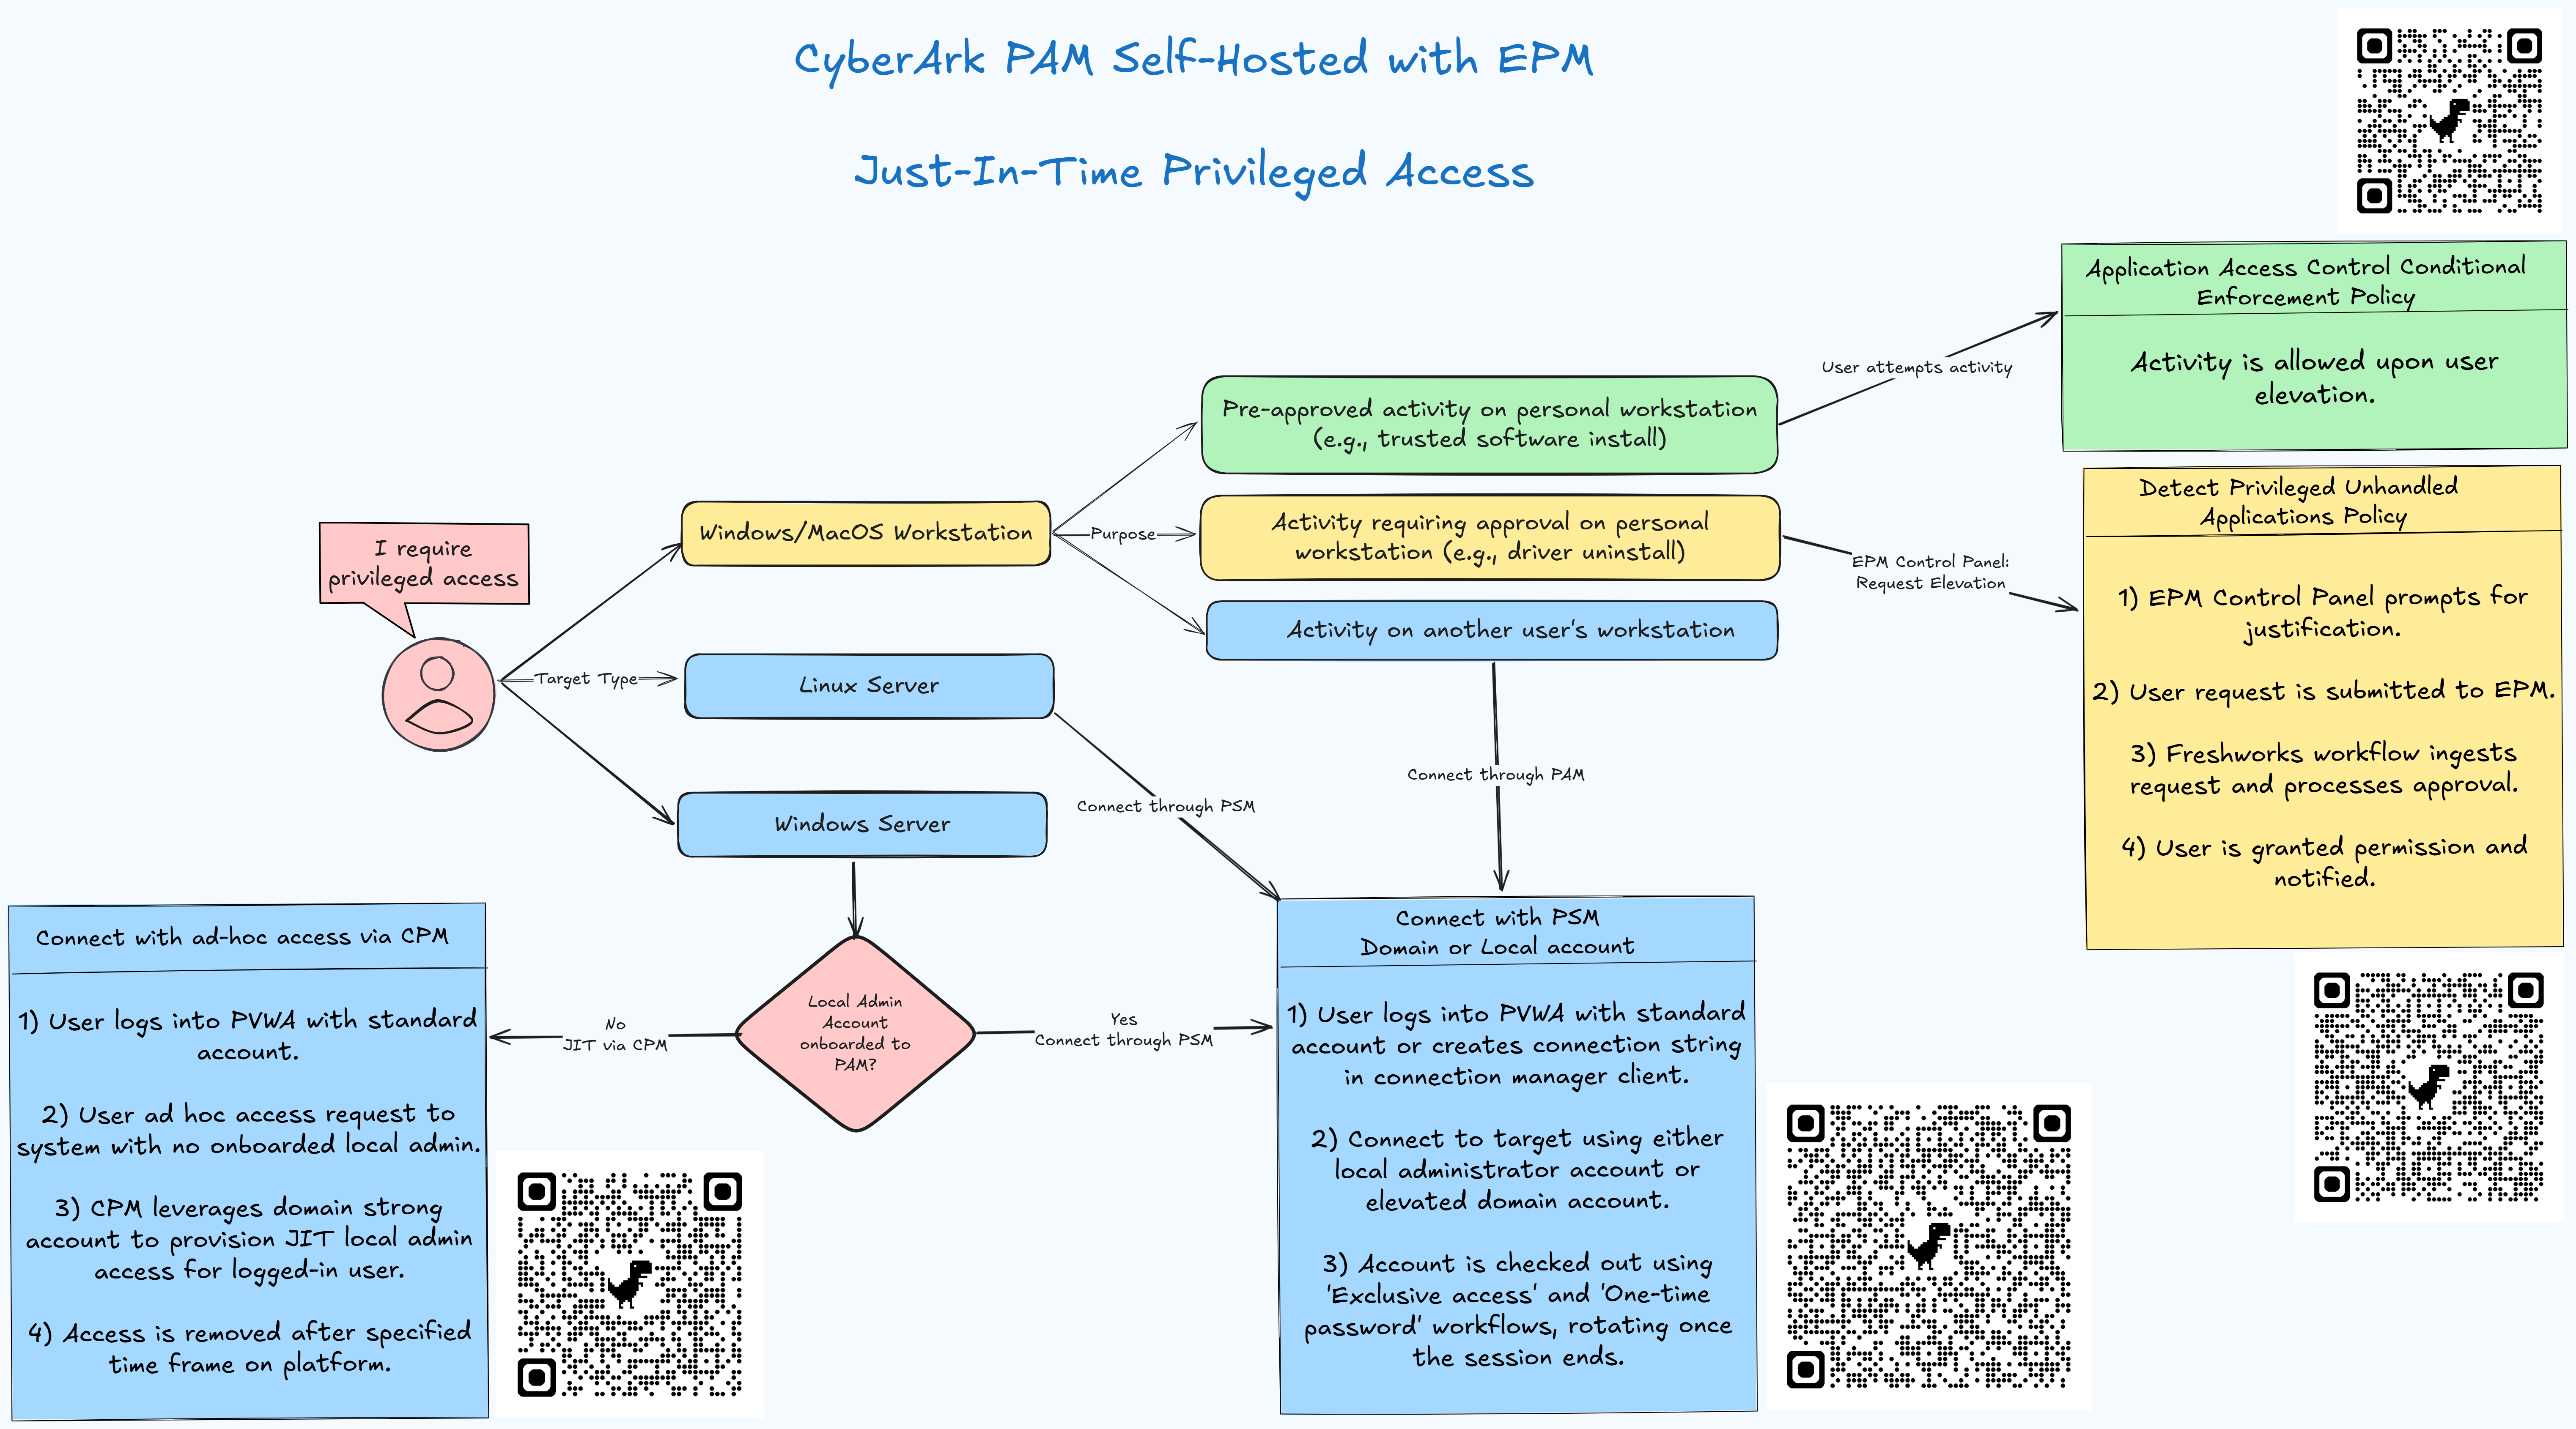 CyberArk PAM Self-Hosted with EPM
Just-In-Time Privileged Access
Application Access Control Conditional
Enforcement Policy
Activity is allowed upon user
elevation.
User attempts activity
Pre-approved activity on personal workstation
(e.g., trusted software install)
Detect Privileged Unhandled
Applications Policy
1) EPM Control Panel prompts for
justification.
2) User request is submitted to EPM.
3) Freshworks workflow ingests
request and processes approval.
4) User is granted permission and
notified.
Windows/MacOS Workstation
Purpose
Activity requiring approval on personal
workstation (e.g., driver uninstall)
EPM Control Panel:
Request Elevation
I require
privileged access
Activity on another user's workstation
Target Type
Linux Server
Connect through PAM
Connect through PSM
Windows Server
Connect with ad-hoc access via CPM
1) User logs into PVWA with standard
account.
2) User ad hoc access request to
system with no onboarded local admin.
3) CPM leverages domain strong
account to provision JIT local admin
access for logged-in user.
4) Access is removed after specified
time frame on platform.
No
JIT via CPM
Local Admin
Account
onboarded to
PAM?
Yes
Connect through PSM
Connect with PSM
Domain or Local account
1) User logs into PVWA with standard
account or creates connection string
in connection manager client.
2) Connect to target using either
local administrator account or
elevated domain account.
3) Account is checked out using
'Exclusive access' and 'One-time
password' workflows, rotating once
the session ends.